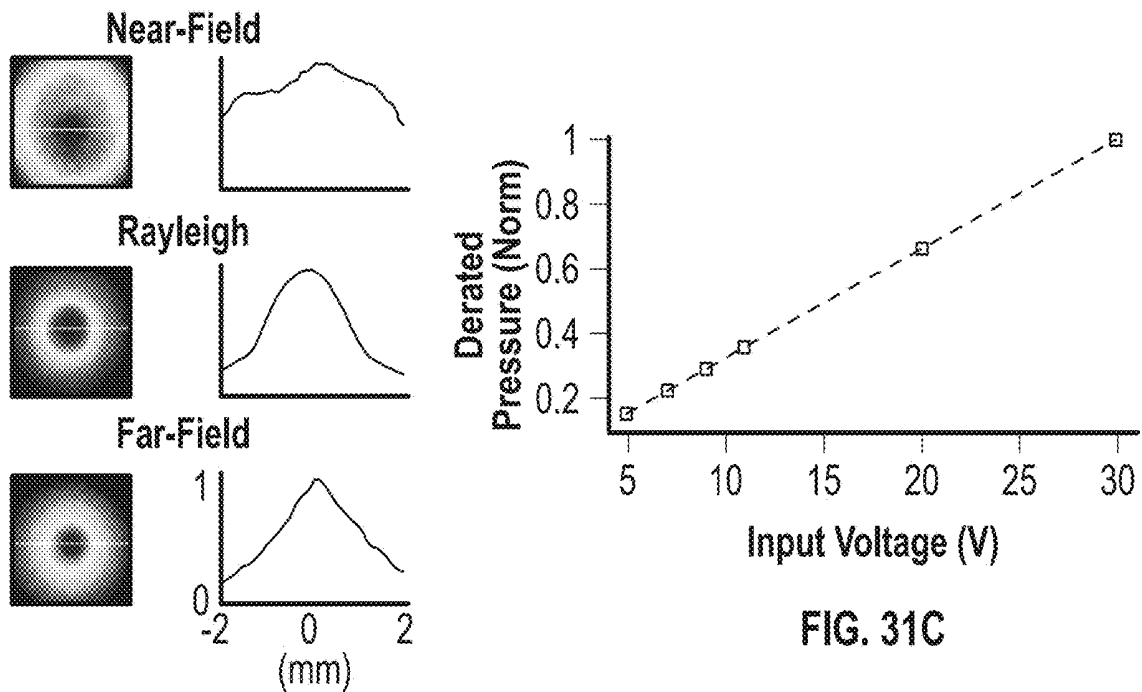 Near-Field
Rayleigh
Far-Field
1
0
-2 0 2
(mm)
Derated
Pressure (Norm)
1
0.8
0.6
0.4
0.2
5 10 15 20 25 30
Input Voltage (V)
FIG. 31C